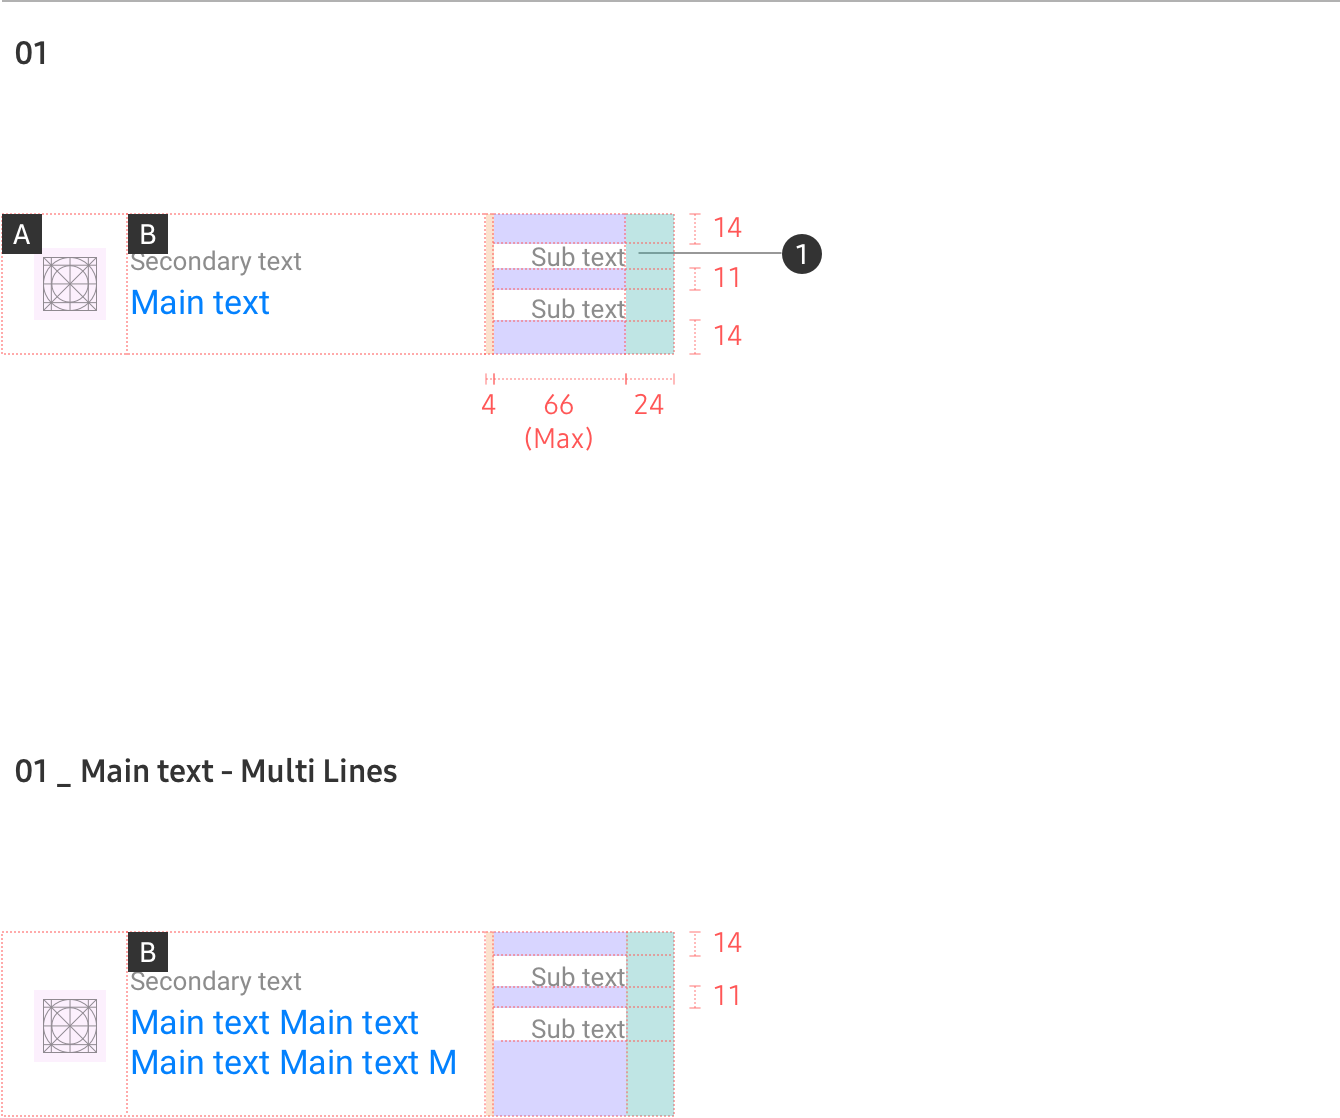 01
A
B
Secondary text
Main text
Sub text
Sub text
14
1
11
14
4
66
24
(Max)
01 _ Main text - Multi Lines
B
Secondary text
Main text Main text
Main text Main text M
Sub text
Sub text
14
11